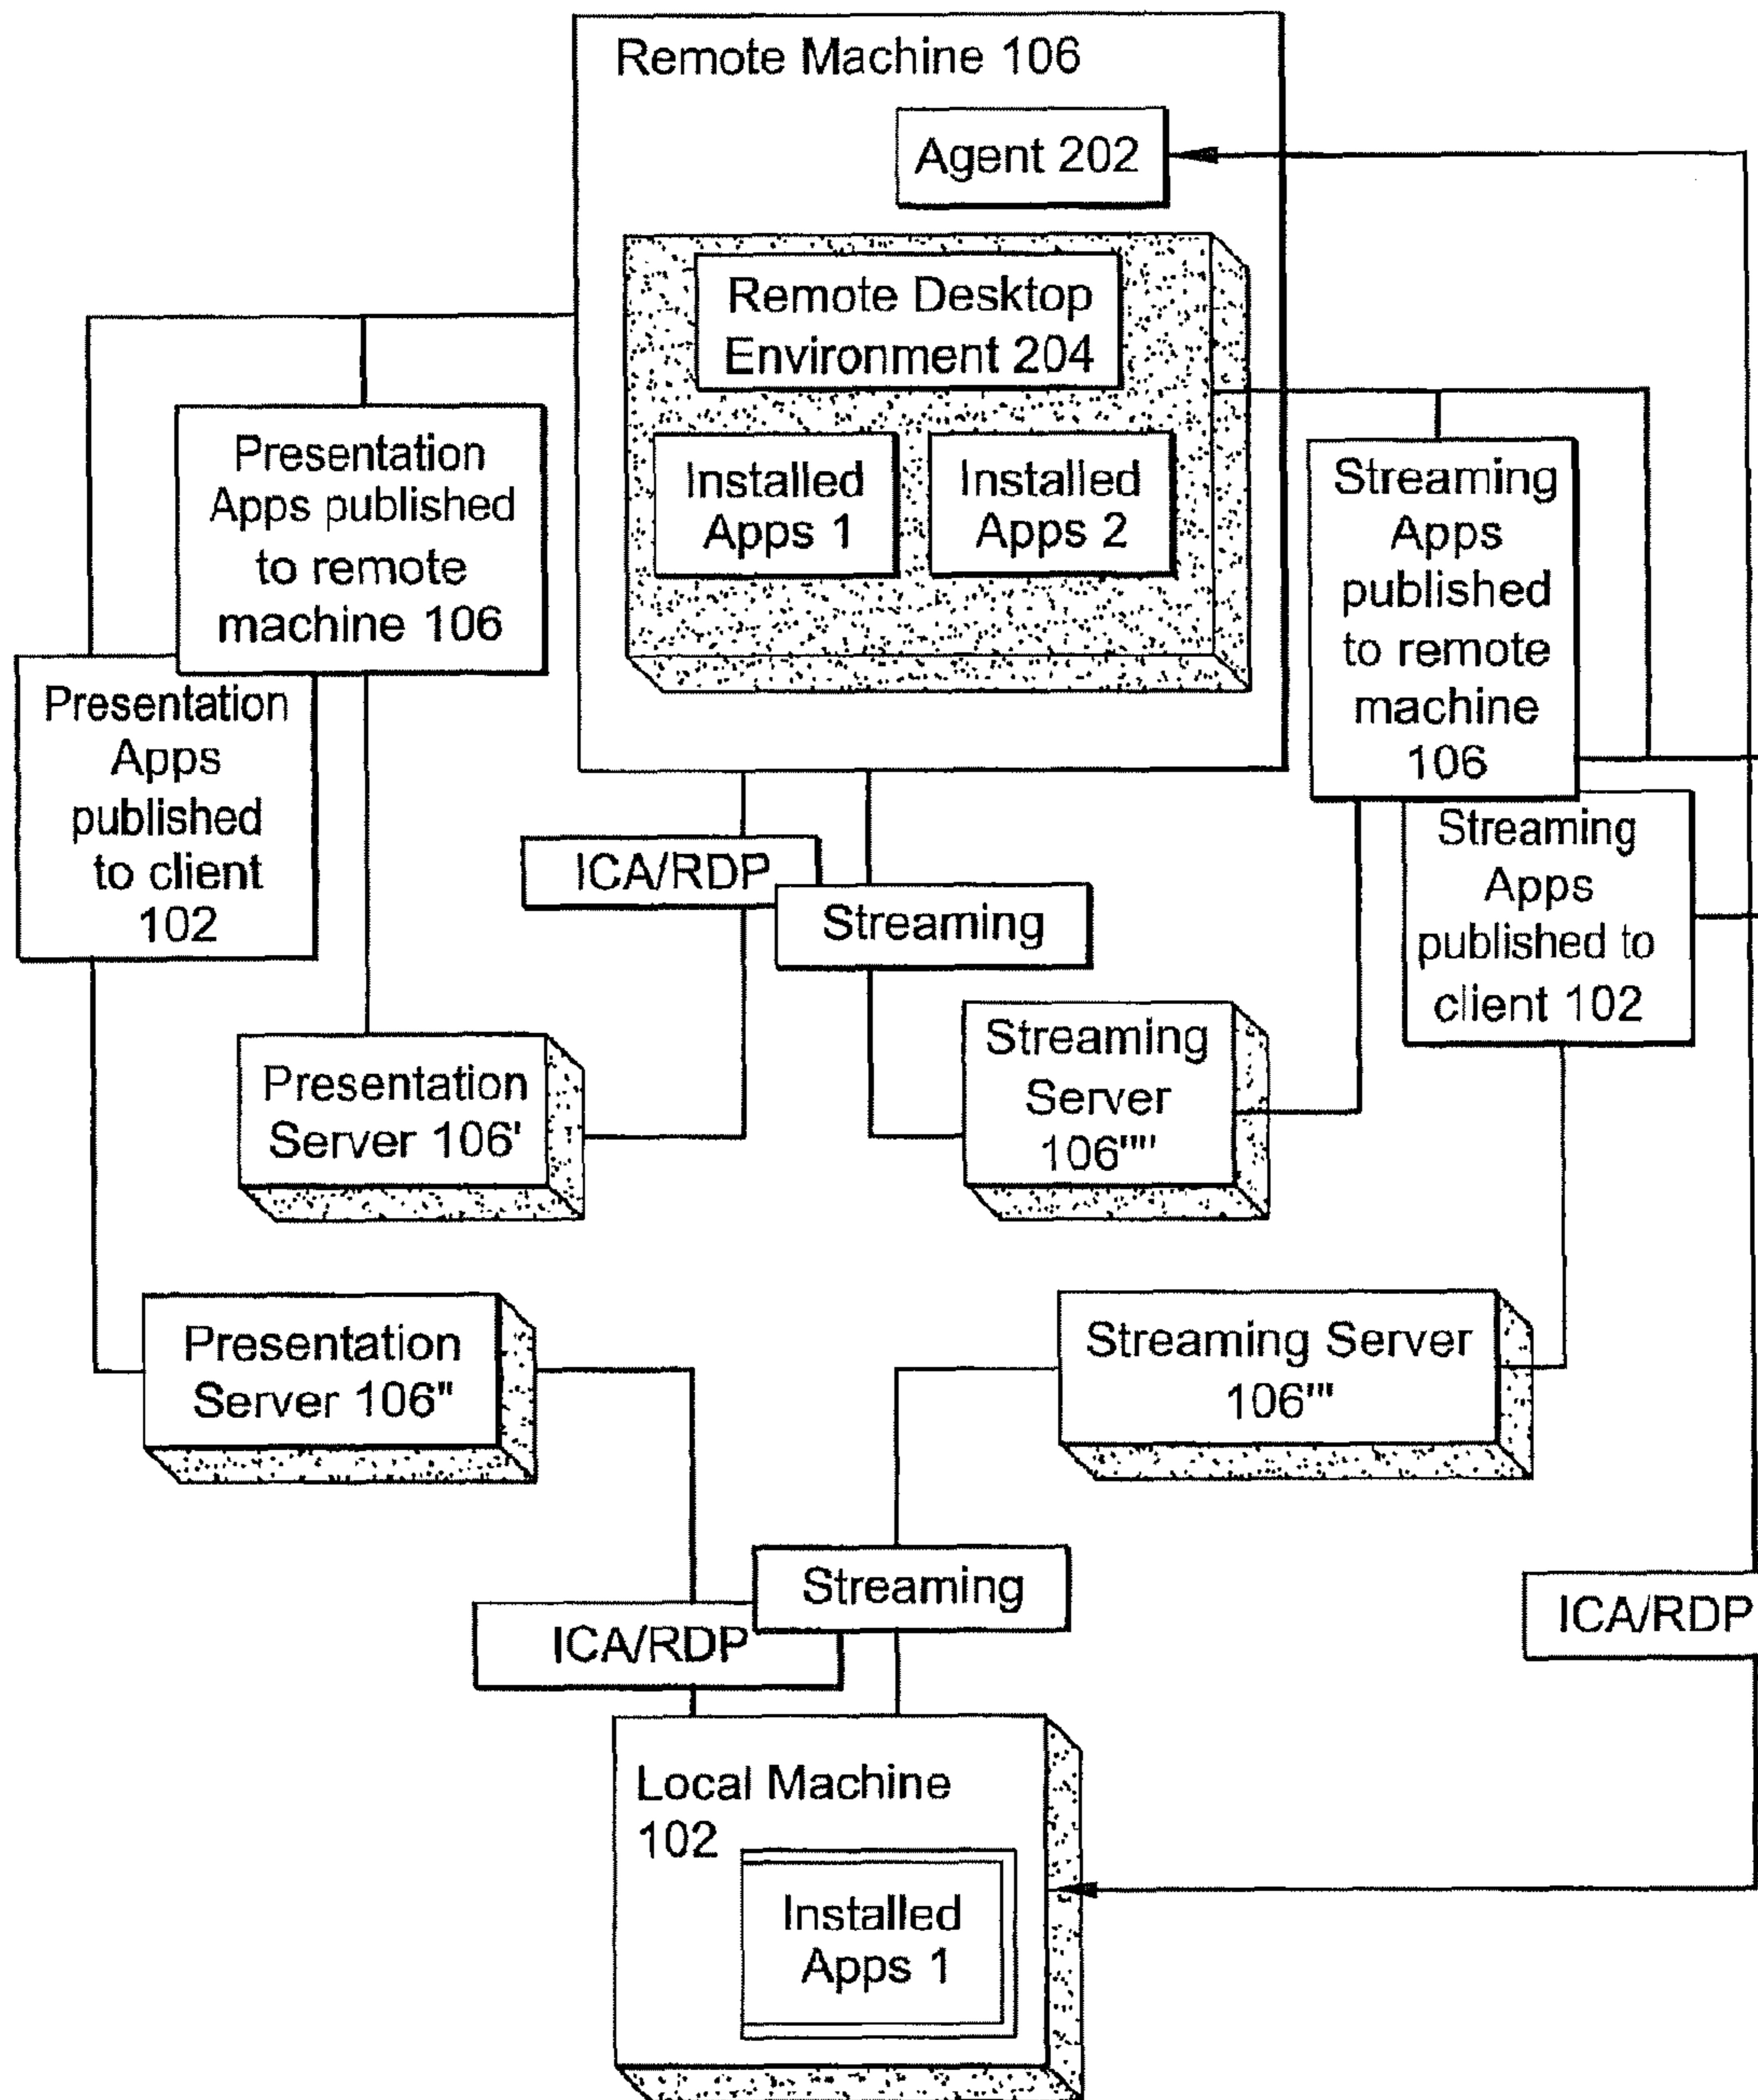 Remote Machine 106
Agent 202
Remote Desktop
Environment 204
Installed
Apps 1
Installed
Apps 2
Presentation
Apps published
to remote
machine 106
Presentation
Apps
published
to client
102
Streaming
Apps
published
to remote
machine
106
Streaming
Apps
published to
client 102
ICA/RDP
Streaming
Presentation
Server 106'
Streaming
Server
106''''
Presentation
Server 106"
Streaming Server
106'''
Streaming
ICA/RDP
ICA/RDP
Local Machine
102
Installed
Apps 1